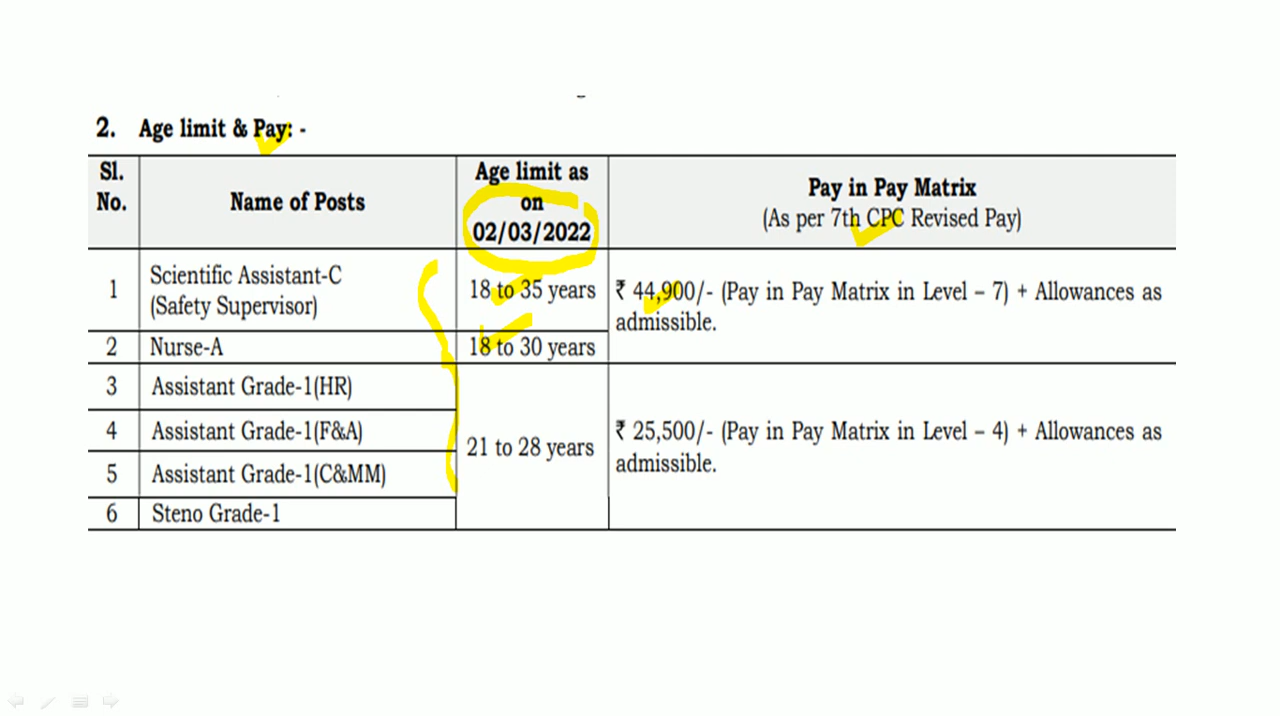 2. Age limit & Pay: -
Sl. No.
Name of Posts
Age limit as on 02/03/2022
Pay in Pay Matrix
(As per 7th CPC Revised Pay)
1
Scientific Assistant-C
(Safety Supervisor)
18 to 35 years
₹ 44,900/- (Pay in Pay Matrix in Level – 7) + Allowances as
admissible.
2
Nurse-A
18 to 30 years
3
Assistant Grade-1(HR)
4
Assistant Grade-1(F&A)
21 to 28 years
₹ 25,500/- (Pay in Pay Matrix in Level – 4) + Allowances as
admissible.
5
Assistant Grade-1(C&MM)
6
Steno Grade-1